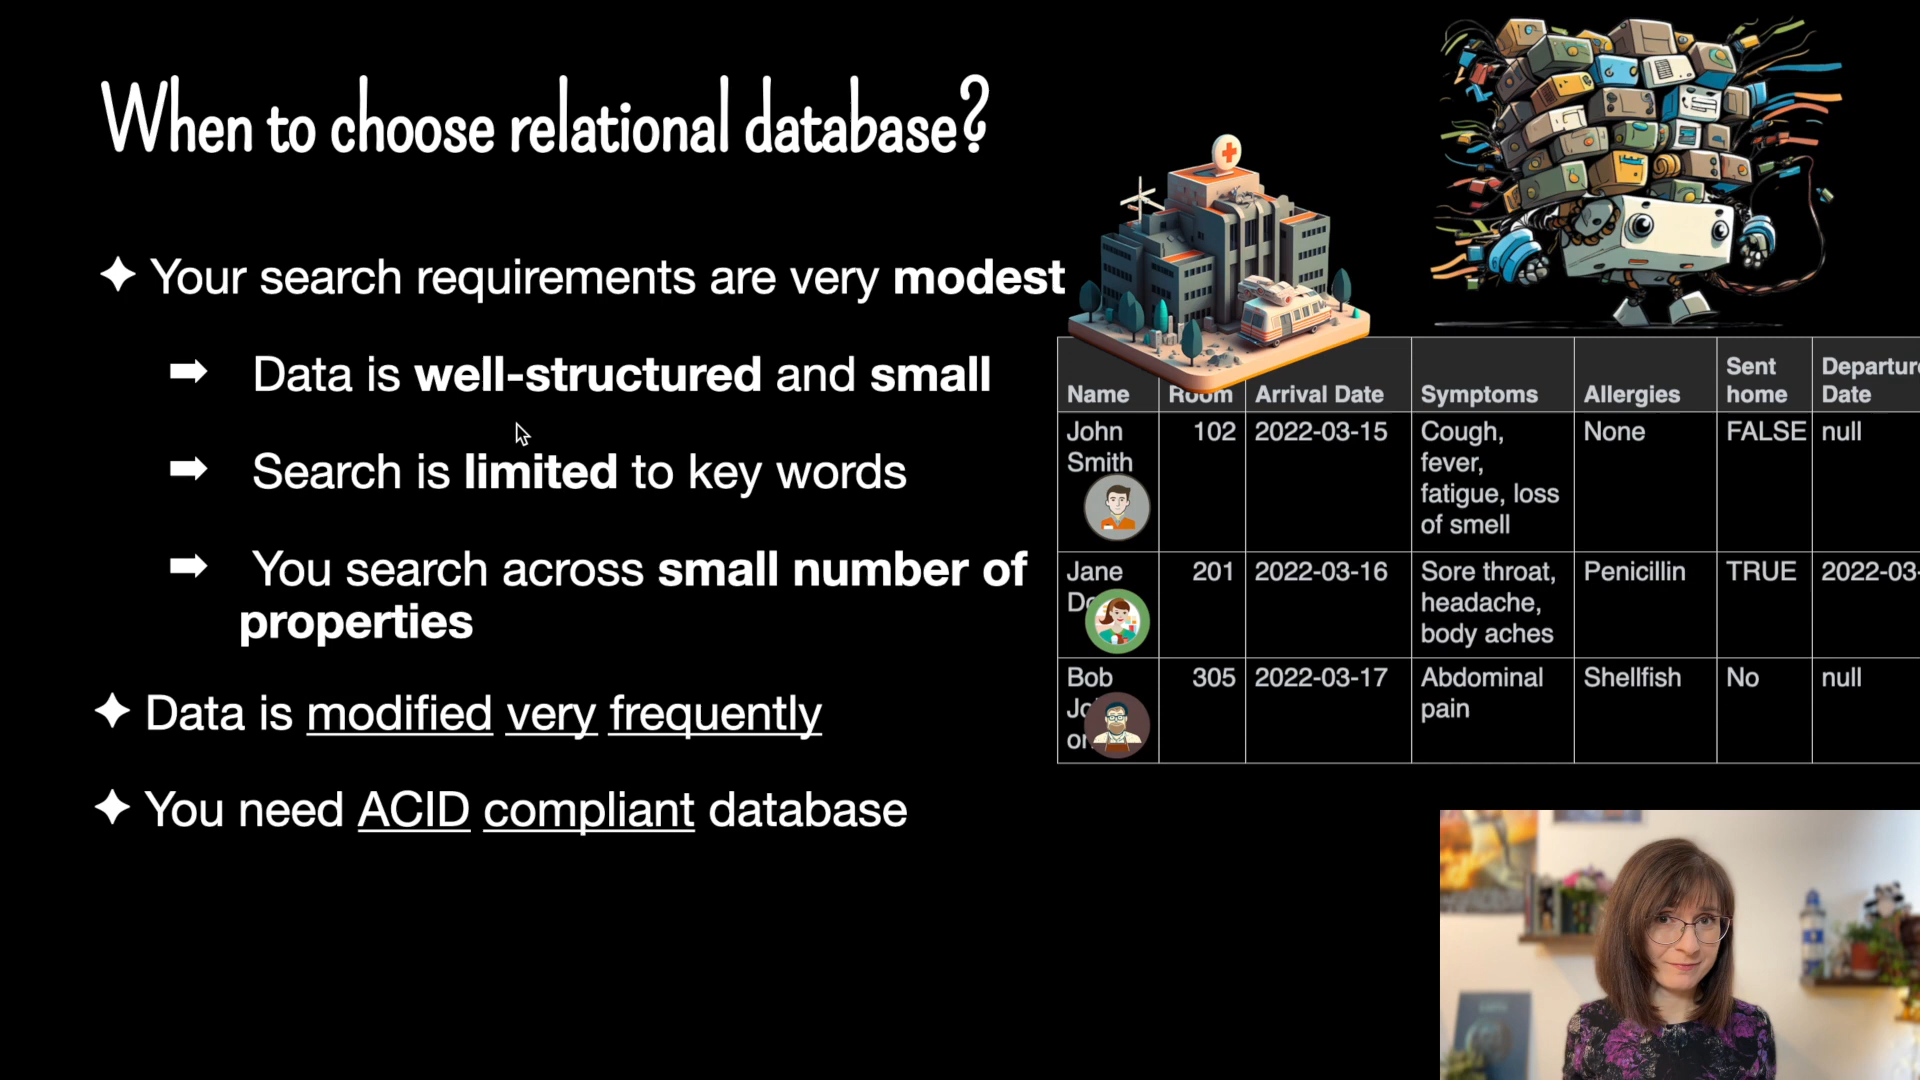 When to choose relational database?
✦ Your search requirements are very modest
➡ Data is well-structured and small
➡ Search is limited to key words
➡ You search across small number of
properties
✦ Data is modified very frequently
✦ You need ACID compliant database
Name Room Arrival Date Symptoms Allergies Sent home Departure Date
John Smith 102 2022-03-15 Cough, fever, fatigue, loss of smell None FALSE null
Jane 201 2022-03-16 Sore throat, headache, body aches Penicillin TRUE 2022-03-
Bob 305 2022-03-17 Abdominal pain Shellfish No null